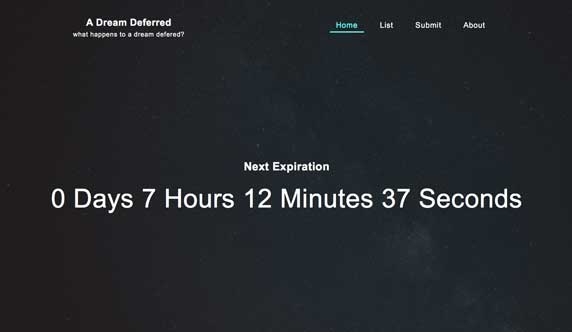 A Dream Deferred
what happens to a dream defered?
Home List Submit About
Next Expiration
0 Days 7 Hours 12 Minutes 37 Seconds